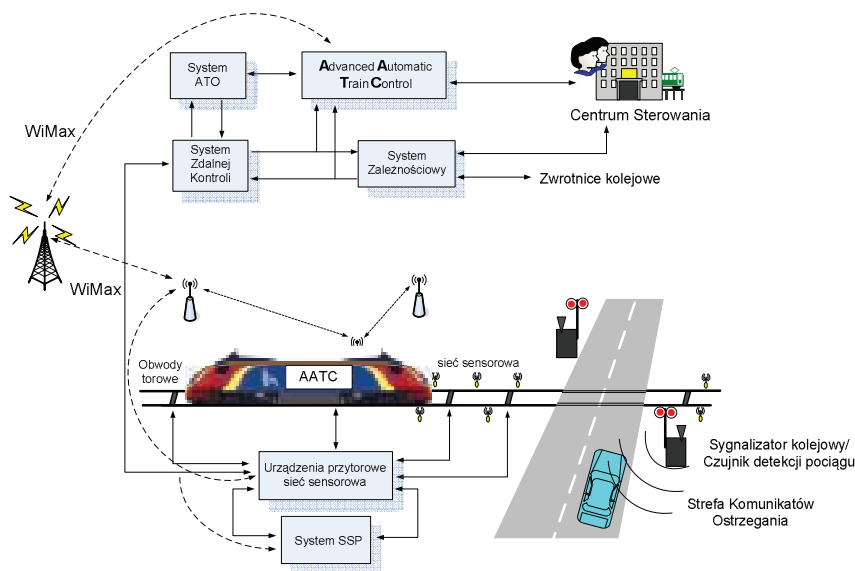 System
ATO
Advanced Automatic
Train Control
Centrum Sterowania
WiMax
System
Zdalnej
Kontroli
System
Zależnościowy
Zwrotnice kolejowe
WiMax
Obwody
torowe
AATC
sieć sensorowa
Urządzenia przytorowe
sieć sensorowa
System SSP
Sygnalizator kolejowy/
Czujnik detekcji pociągu
Strefa Komunikatów
Ostrzegania